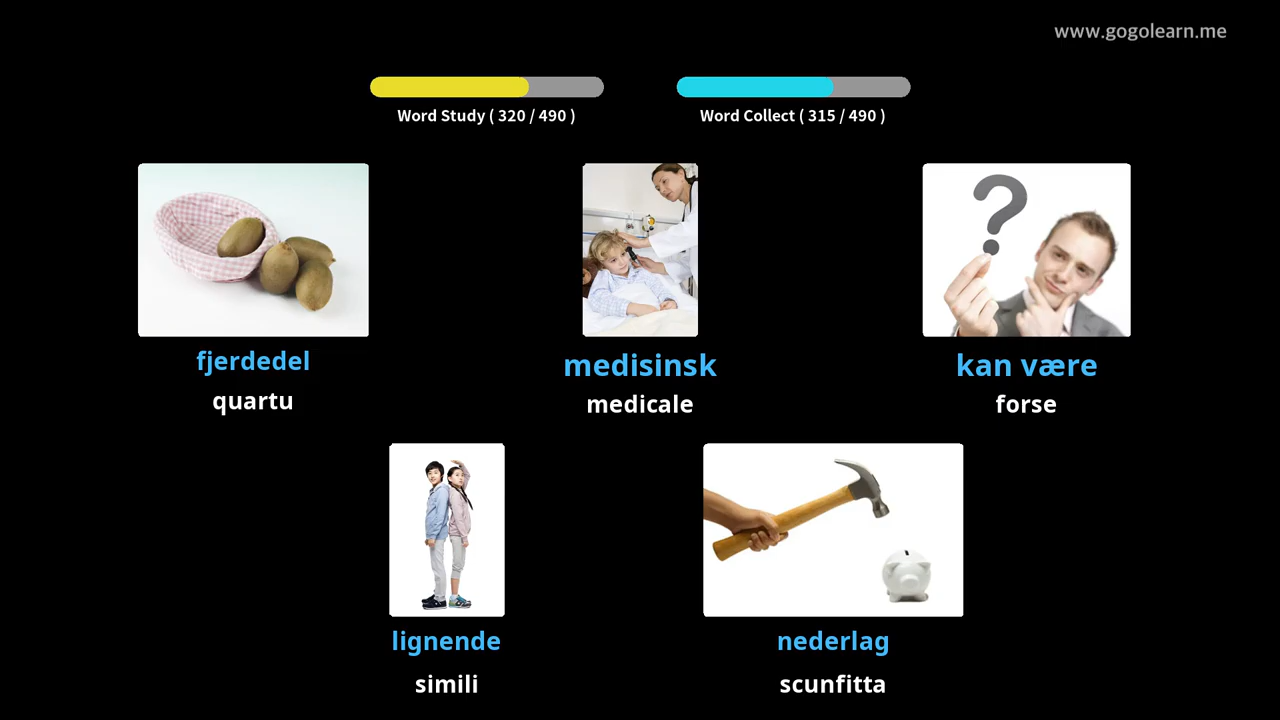 www.gogolearn.me
Word Study ( 320 / 490 )
Word Collect ( 315 / 490 )
fjerdedel
quartu
medisinsk
medicale
kan være
forse
lignende
simili
nederlag
scunfitta